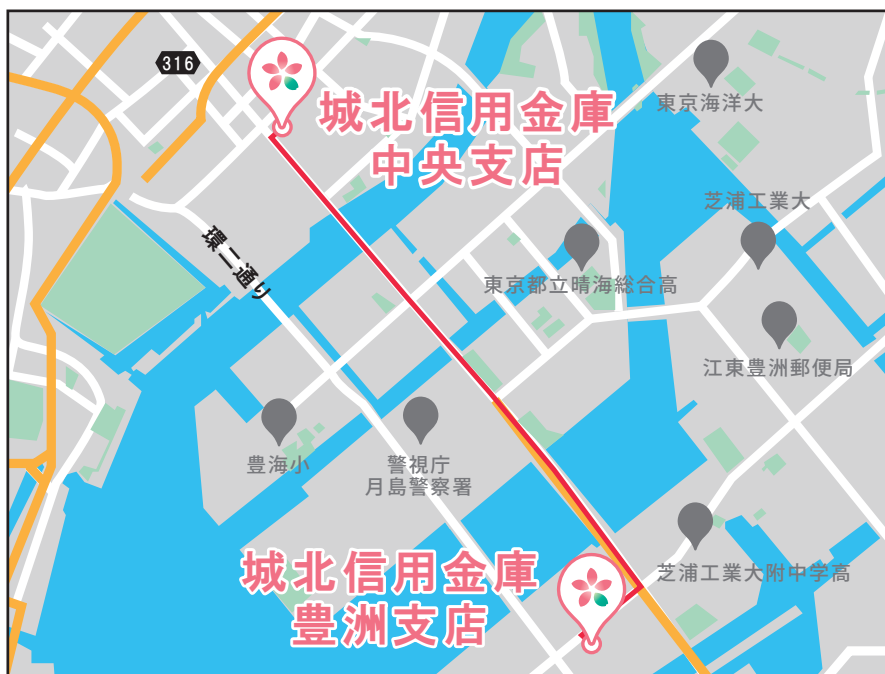 316
城北信用金庫
中央支店
東京海洋大
芝浦工業大
環二通り
東京都立晴海総合高
江東豊洲郵便局
豊海小
警視庁
月島警察署
城北信用金庫
豊洲支店
芝浦工業大附中学高